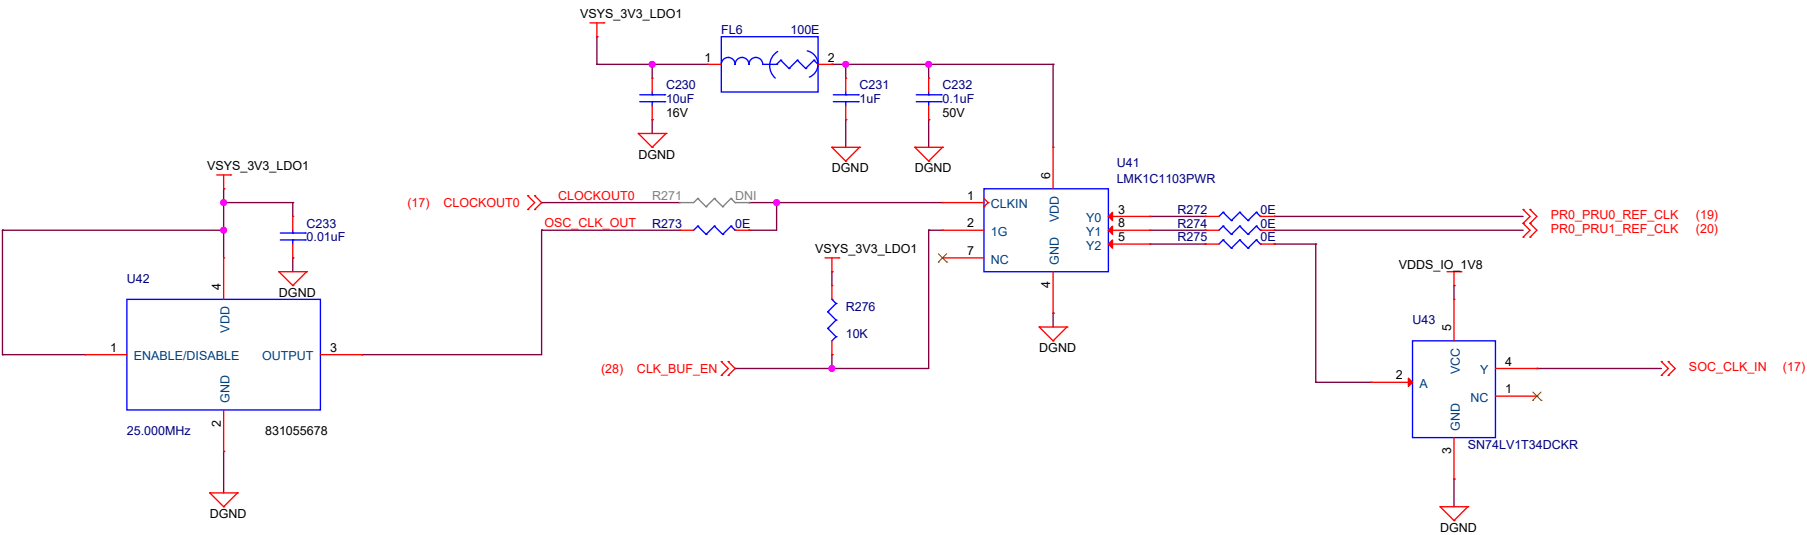 VSYS_3V3_LDO1
FL6 100E
1 2
C230
10uF
16V
C231
1uF
C232
0.1uF
50V
DGND
DGND
DGND
VSYS_3V3_LDO1
C233
0.01uF
DGND
U42
4
VDD
1 ENABLE/DISABLE OUTPUT 3
GND
2
25.000MHz 831055678
DGND
(17) CLOCKOUT0 CLOCKOUT0 R271 DNI
OSC_CLK_OUT R273 0E
VSYS_3V3_LDO1
R276
10K
(28) CLK_BUF_EN
U41
LMK1C1103PWR
6
1 CLKIN VDD
2 1G
7 NC GND
4
Y0 3 R272 0E PR0_PRU0_REF_CLK (19)
Y1 8 R274 0E PR0_PRU1_REF_CLK (20)
Y2 5 R275 0E
DGND
VDDS_IO_1V8
U43
5
VCC
2 A Y 4 SOC_CLK_IN (17)
NC 1
GND
SN74LV1T34DCKR
3
DGND